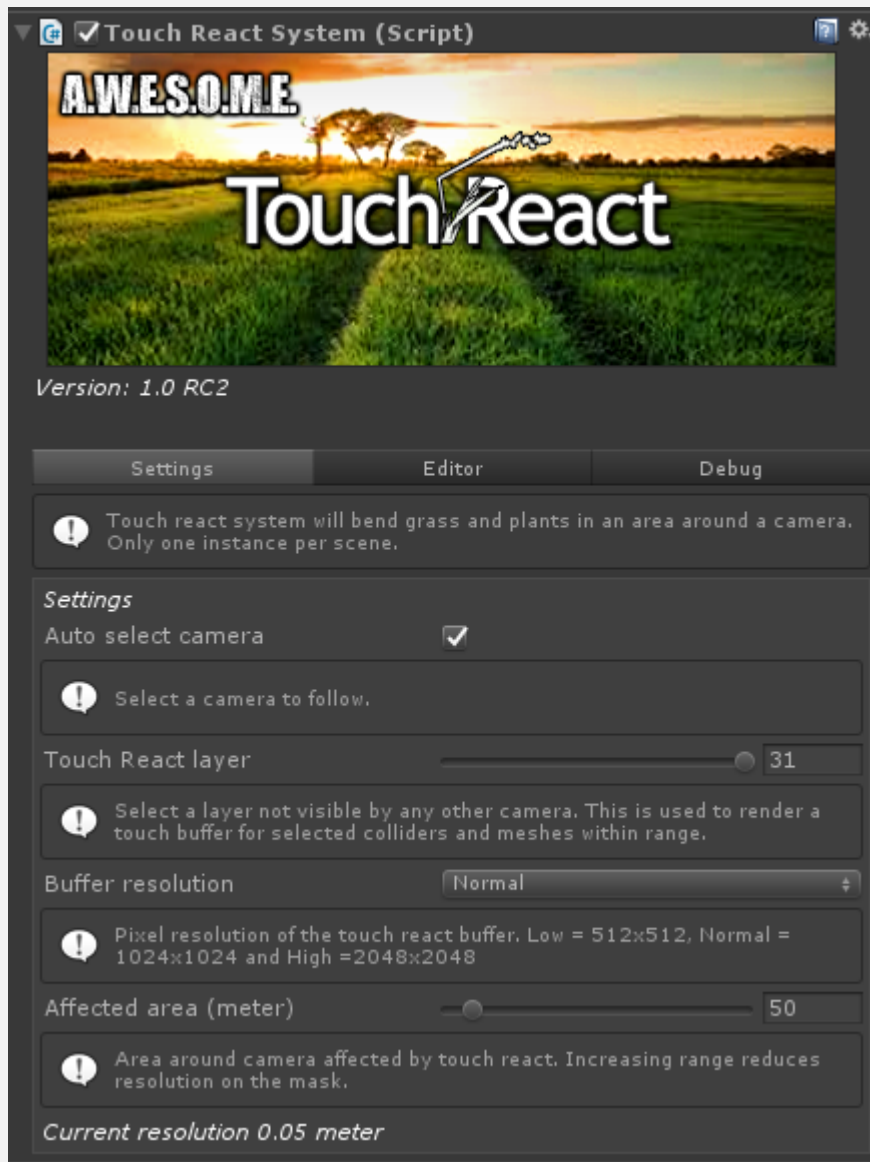 Touch React System (Script)
A.W.E.S.O.M.E.
Touch React
Version: 1.0 RC2
Settings Editor Debug
Touch react system will bend grass and plants in an area around a camera.
Only one instance per scene.
Settings
Auto select camera
Select a camera to follow.
Touch React layer 31
Select a layer not visible by any other camera. This is used to render a
touch buffer for selected colliders and meshes within range.
Buffer resolution Normal
Pixel resolution of the touch react buffer. Low = 512x512, Normal =
1024x1024 and High =2048x2048
Affected area (meter) 50
Area around camera affected by touch react. Increasing range reduces
resolution on the mask.
Current resolution 0.05 meter